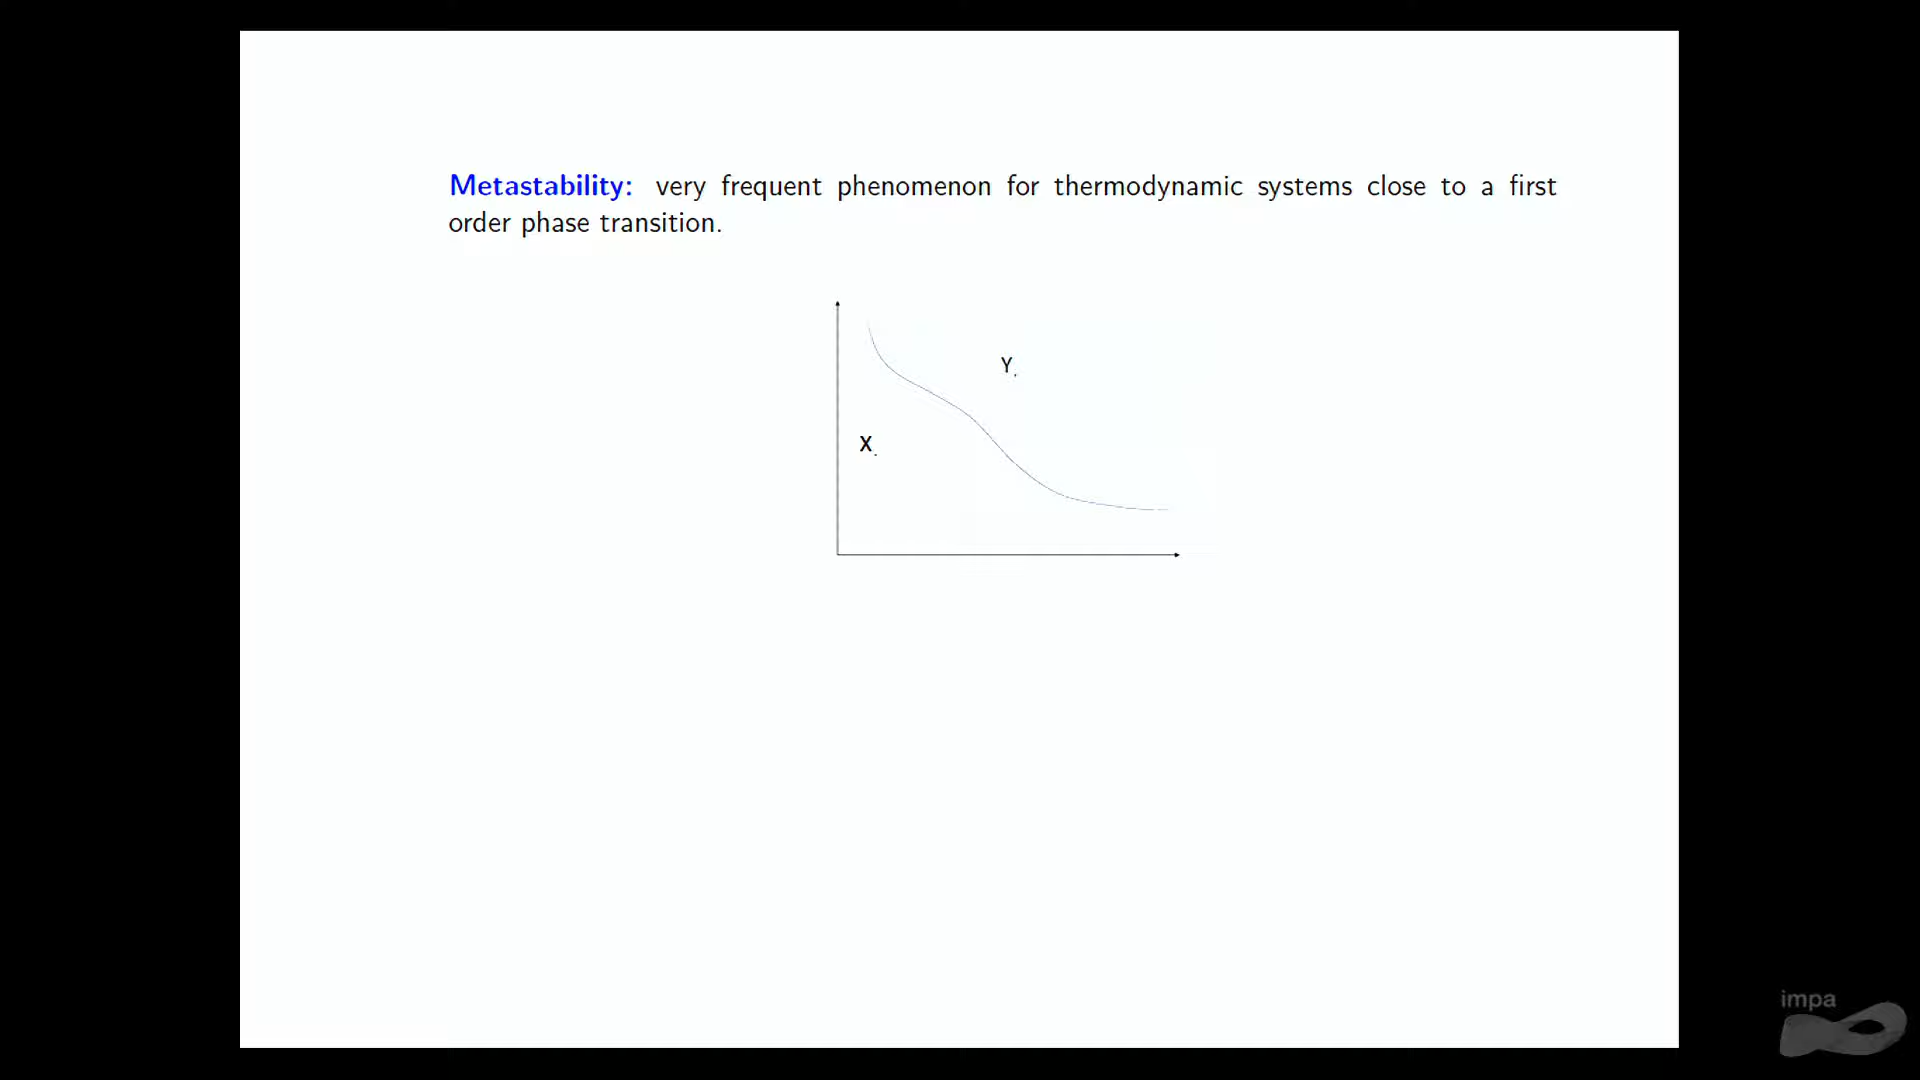 Metastability: very frequent phenomenon for thermodynamic systems close to a first
order phase transition.
Y.
X.
impa